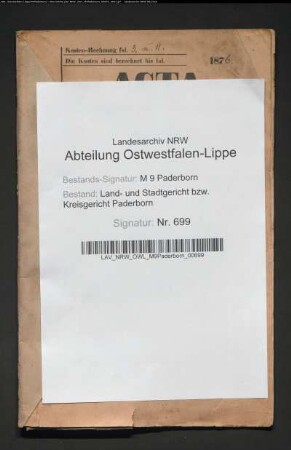 Kosten-Rechnung fol.
Die Kosten sind berechnet bis fol.
187
ACTA
Landesarchiv NRW
Abteilung Ostwestfalen-Lippe
Bestands-Signatur: M 9 Paderborn
Bestand: Land- und Stadtgericht bzw.
Kreisgericht Paderborn
Signatur: Nr. 699
LAV_NRW_OWL_M9Paderborn_00699